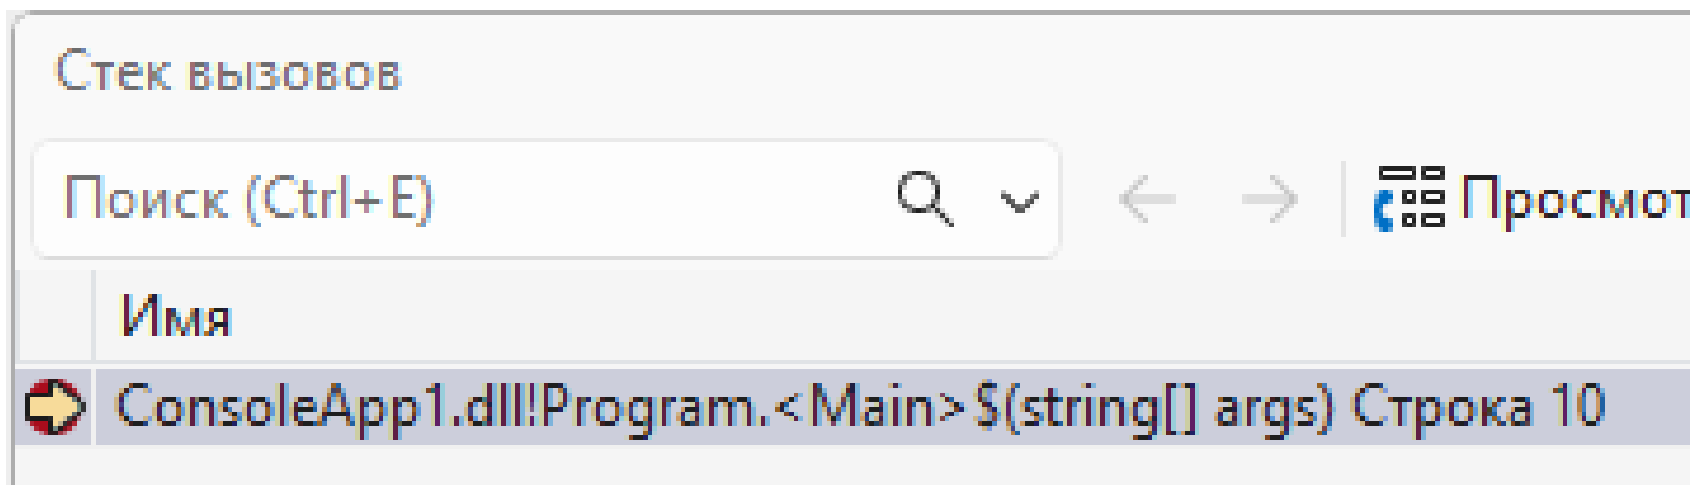 Стек вызовов
Поиск (Ctrl+E) Просмот
Имя
ConsoleApp1.dll!Program.<Main>$(string[] args) Строка 10